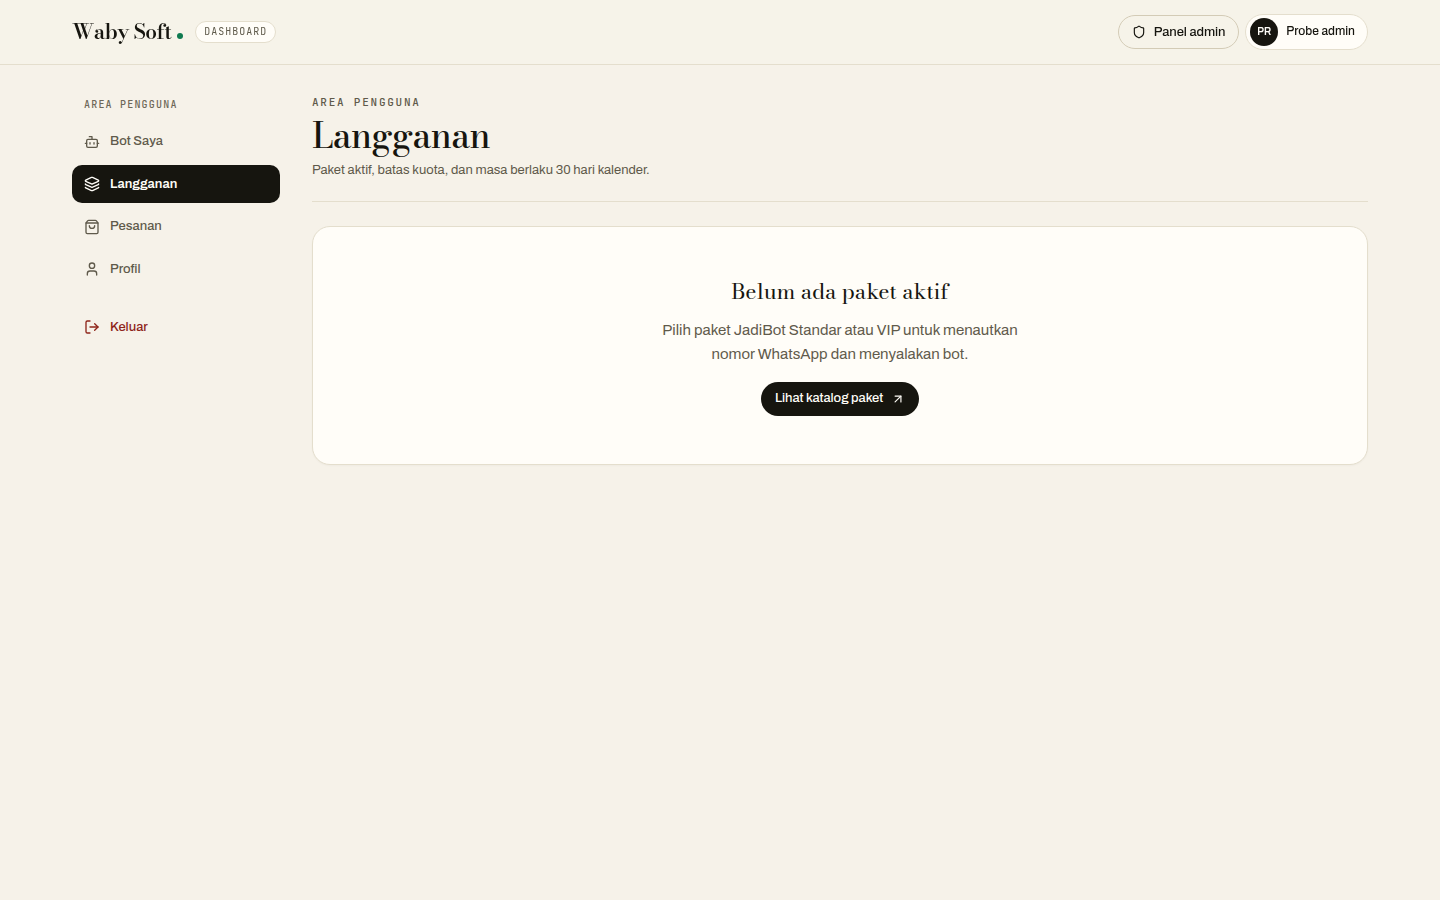 Waby Soft
DASHBOARD
Panel admin
PR
Probe admin
AREA PENGGUNA
Bot Saya
Langganan
Pesanan
Profil
Keluar
AREA PENGGUNA
Langganan
Paket aktif, batas kuota, dan masa berlaku 30 hari kalender.
Belum ada paket aktif
Pilih paket JadiBot Standar atau VIP untuk menautkan
nomor WhatsApp dan menyalakan bot.
Lihat katalog paket